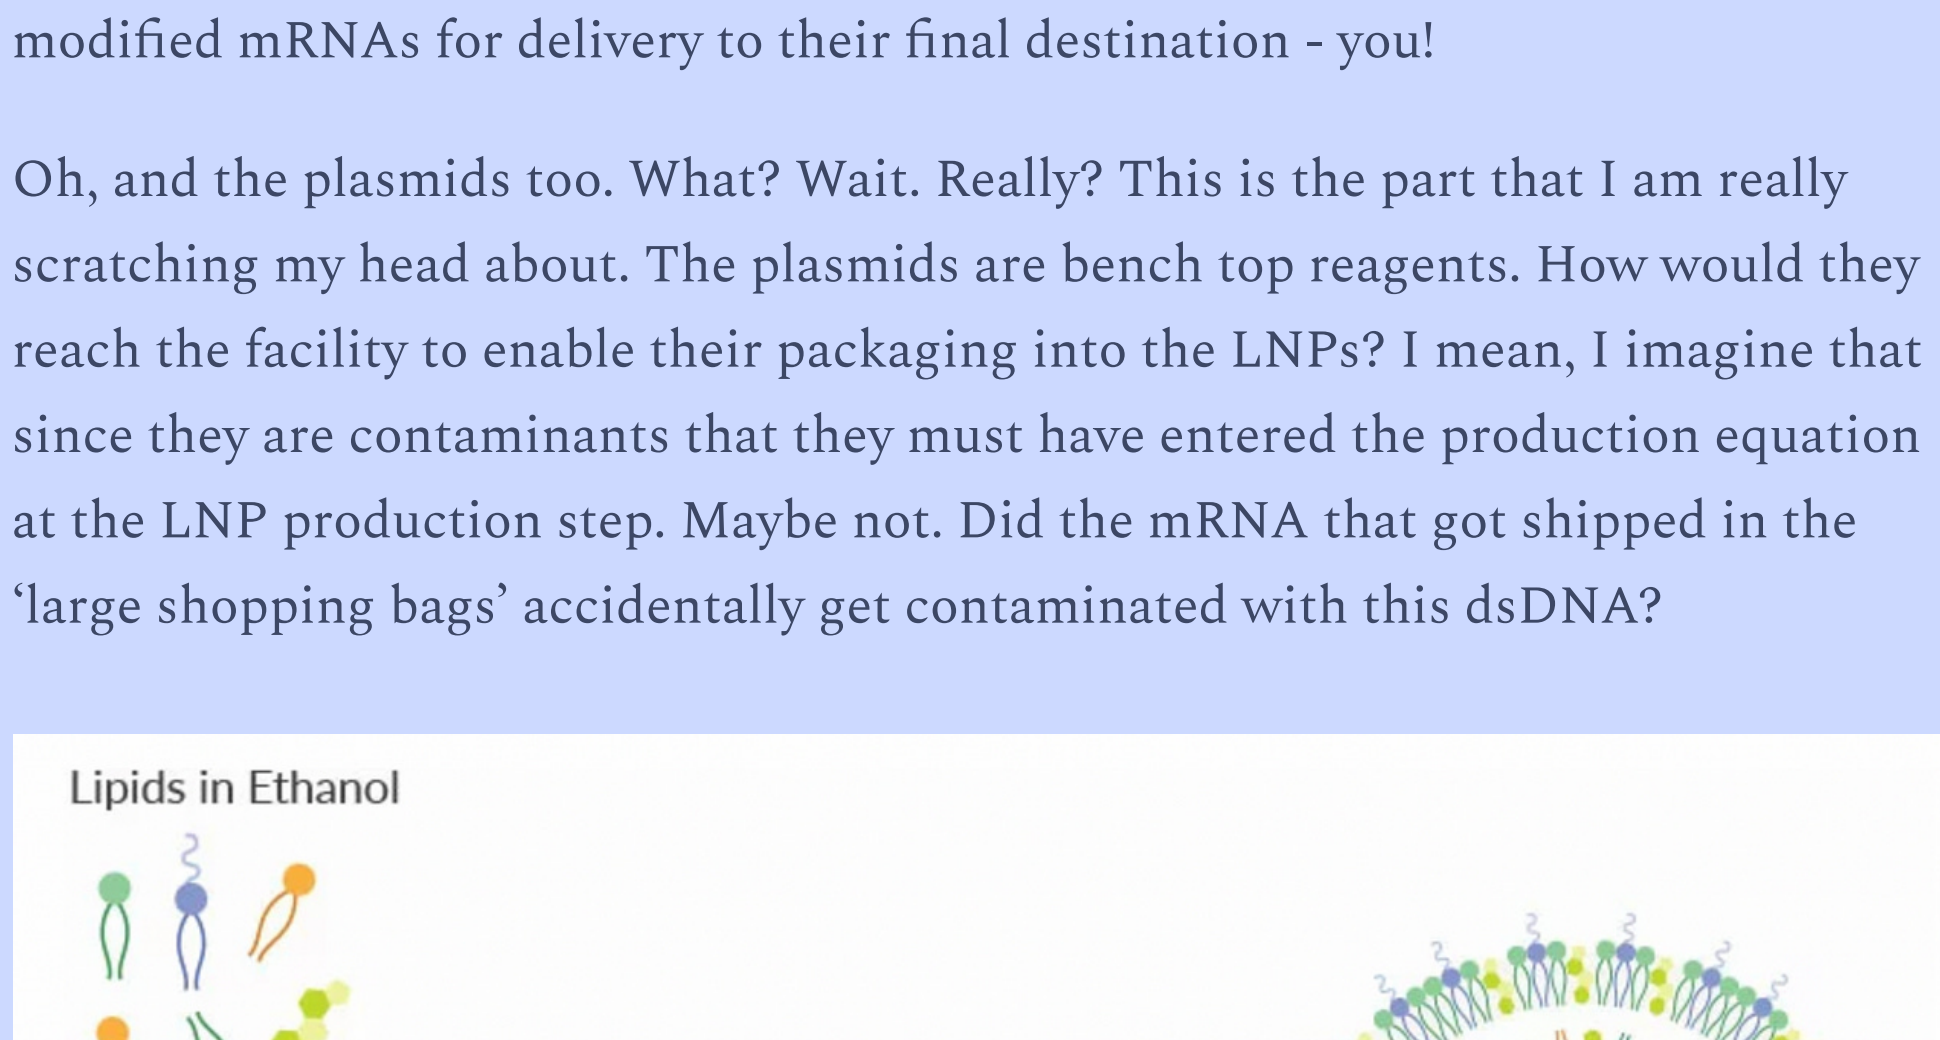 modified mRNAs for delivery to their final destination - you!
Oh, and the plasmids too. What? Wait. Really? This is the part that I am really
scratching my head about. The plasmids are bench top reagents. How would they
reach the facility to enable their packaging into the LNPs? I mean, I imagine that
since they are contaminants that they must have entered the production equation
at the LNP production step. Maybe not. Did the mRNA that got shipped in the
‘large shopping bags’ accidentally get contaminated with this dsDNA?
Lipids in Ethanol